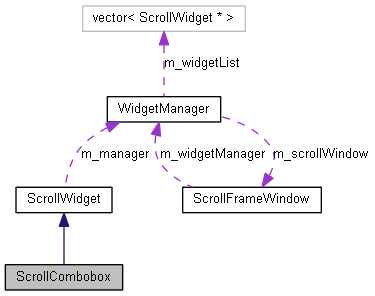 vector< ScrollWidget * >
m_widgetList
WidgetManager
m_manager
m_widgetManager
m_scrollWindow
ScrollWidget
ScrollFrameWindow
ScrollCombobox